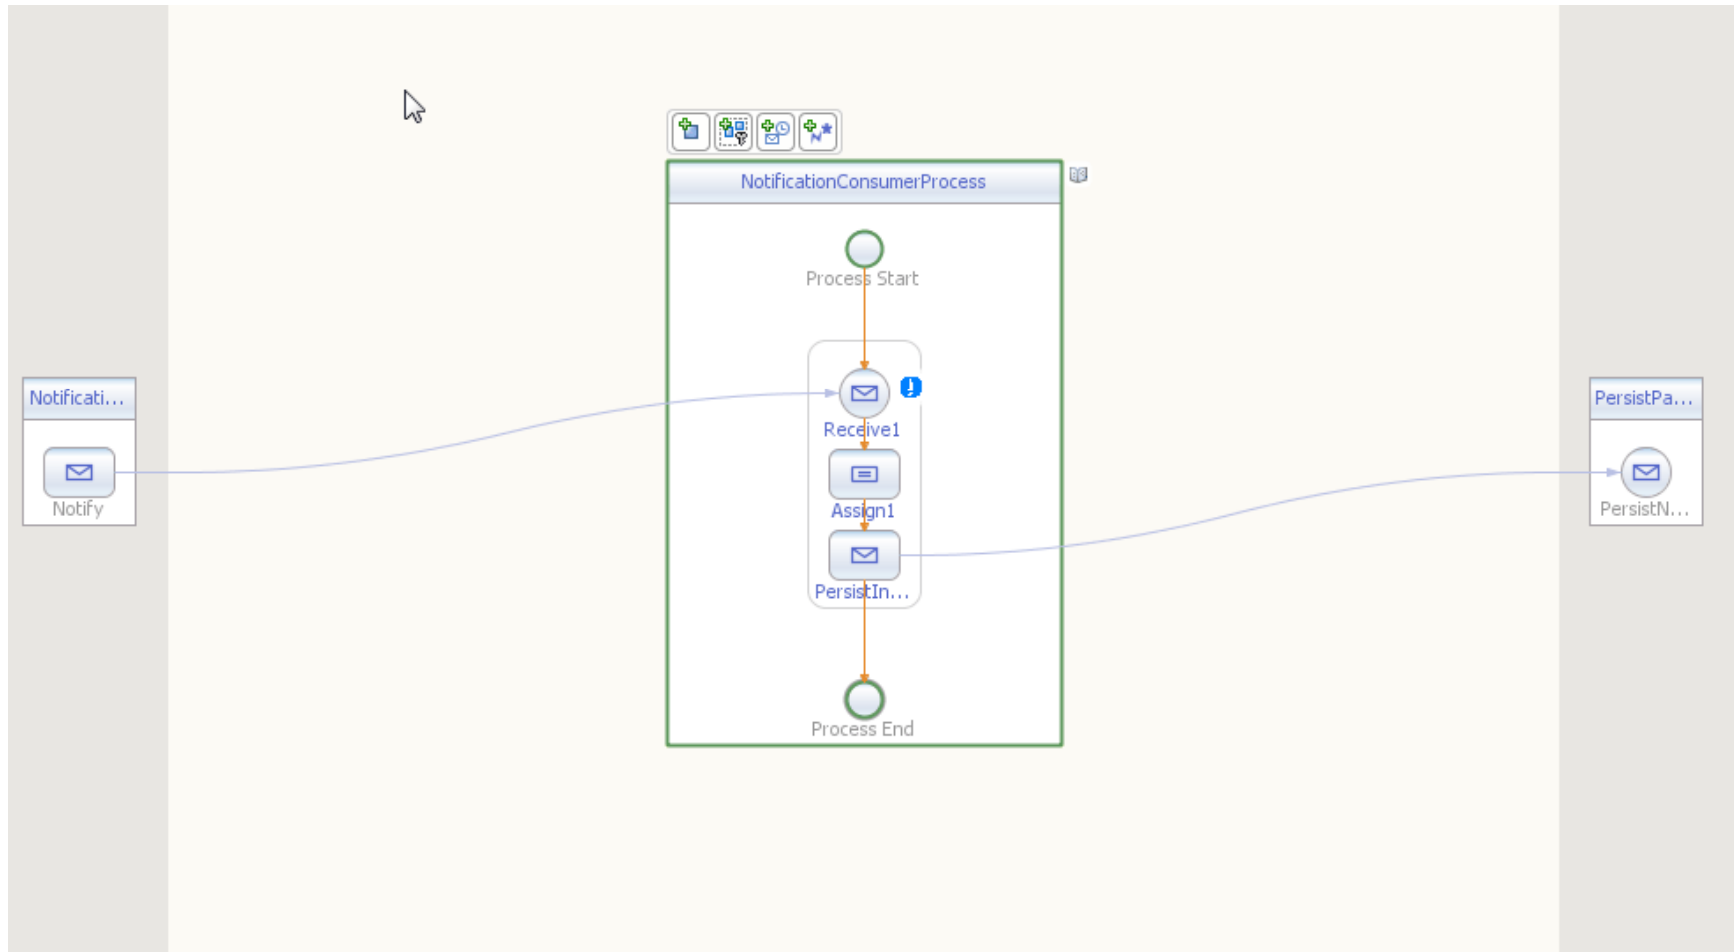 NotificationConsumerProcess
Process Start
Notificati...
Notify
Receive1
Assign1
PersistIn...
Process End
PersistPa...
PersistN...